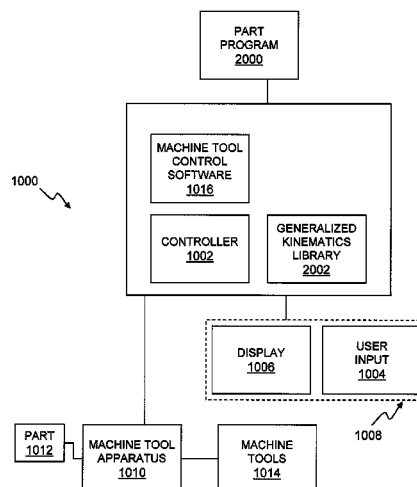 PART
PROGRAM
2000
MACHINE TOOL
CONTROL
SOFTWARE
1016
1000
CONTROLLER
1002
GENERALIZED
KINEMATICS
LIBRARY
2002
DISPLAY
1006
USER
INPUT
1004
1008
PART
1012
MACHINE TOOL
APPARATUS
1010
MACHINE
TOOLS
1014